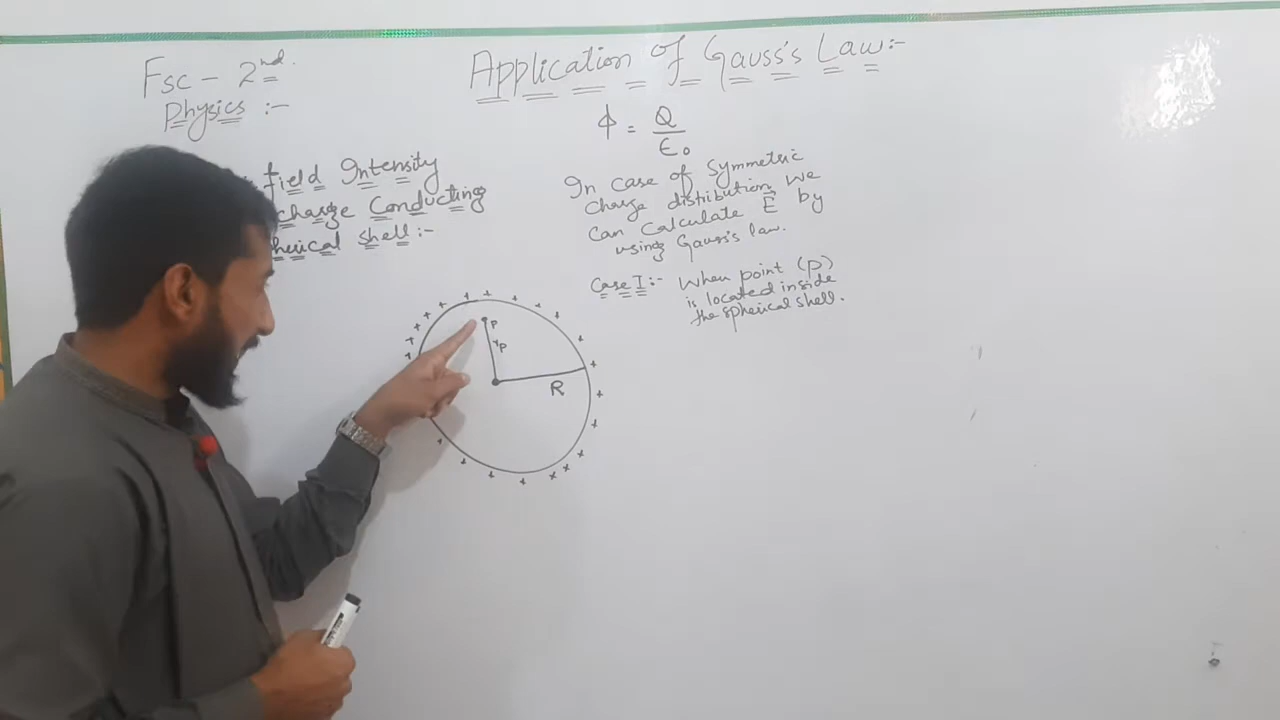 Fsc - 2nd.
Physics :-
Application of Gauss's Law:-
ϕ = Q/ϵ₀
field Intensity
charge Conducting
shell:-
In case of Symmetric
charge distribution, we
can Calculate E⃗ by
using Gauss's law.
Case I:- When point (P)
is located inside
the spherical shell.
P
rp
R